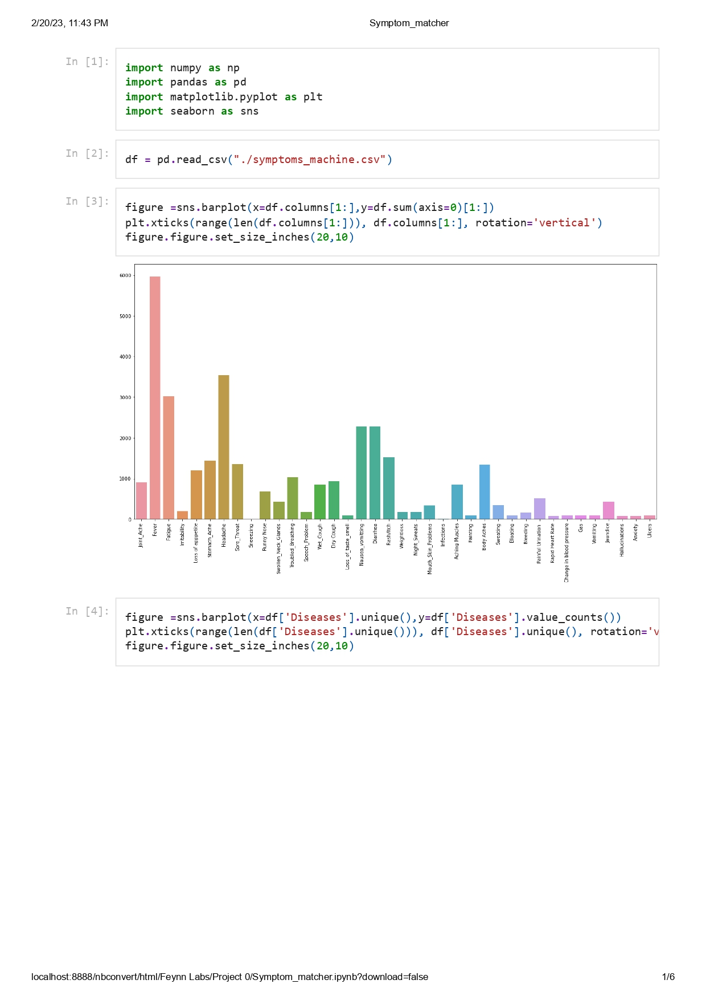 2/20/23, 11:43 PM
Symptom_matcher
In [1]:
import numpy as np
import pandas as pd
import matplotlib.pyplot as plt
import seaborn as sns
In [2]:
df = pd.read_csv("./symptoms_machine.csv")
In [3]:
figure =sns.barplot(x=df.columns[1:],y=df.sum(axis=0)[1:])
plt.xticks(range(len(df.columns[1:])), df.columns[1:], rotation='vertical')
figure.figure.set_size_inches(20,10)
6000
5000
4000
3000
2000
1000
0
Joint_Ache
Fever
Fatigue
Irritability
Loss of appetite
Stomach_Ache
Headache
Sore_Throat
Sneezing
Runny Nose
Swollen_Neck_Glands
Troubled_Breathing
Speech_Problem
Wet_Cough
Dry Cough
Loss_of_taste_smell
Nausea_vomitting
Diarrhea
Rash/Itch
Weightloss
Night_Sweats
Mouth_Skin_Problems
Infections
Aching Muscles
Fainting
Body Aches
Sweating
Bloating
Bleeding
Painful Urination
Rapid Heart Rate
Change in blood pressure
Gas
Vomiting
Jaundice
Hallucinations
Anxiety
Ulcers
In [4]:
figure =sns.barplot(x=df['Diseases'].unique(),y=df['Diseases'].value_counts())
plt.xticks(range(len(df['Diseases'].unique())), df['Diseases'].unique(), rotation='v
figure.figure.set_size_inches(20,10)
localhost:8888/nbconvert/html/Feynn Labs/Project 0/Symptom_matcher.ipynb?download=false
1/6